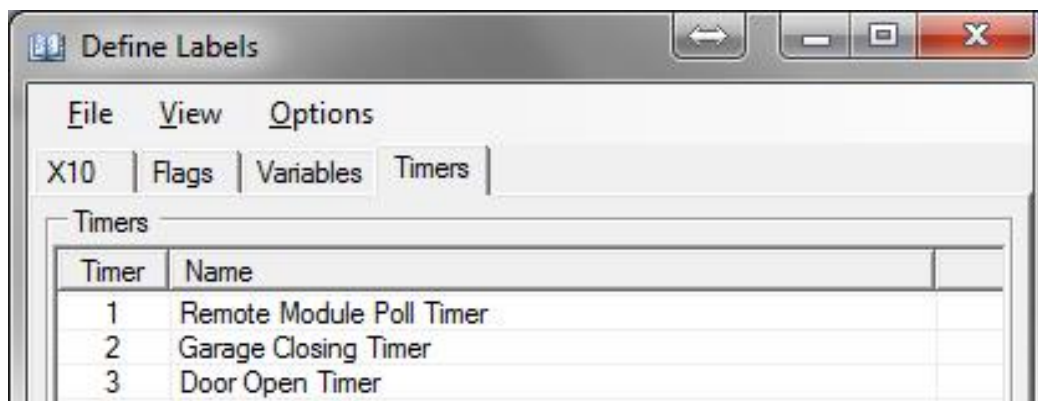 Define Labels
File View Options
X10 Flags Variables Timers
Timers
Timer Name
1 Remote Module Poll Timer
2 Garage Closing Timer
3 Door Open Timer